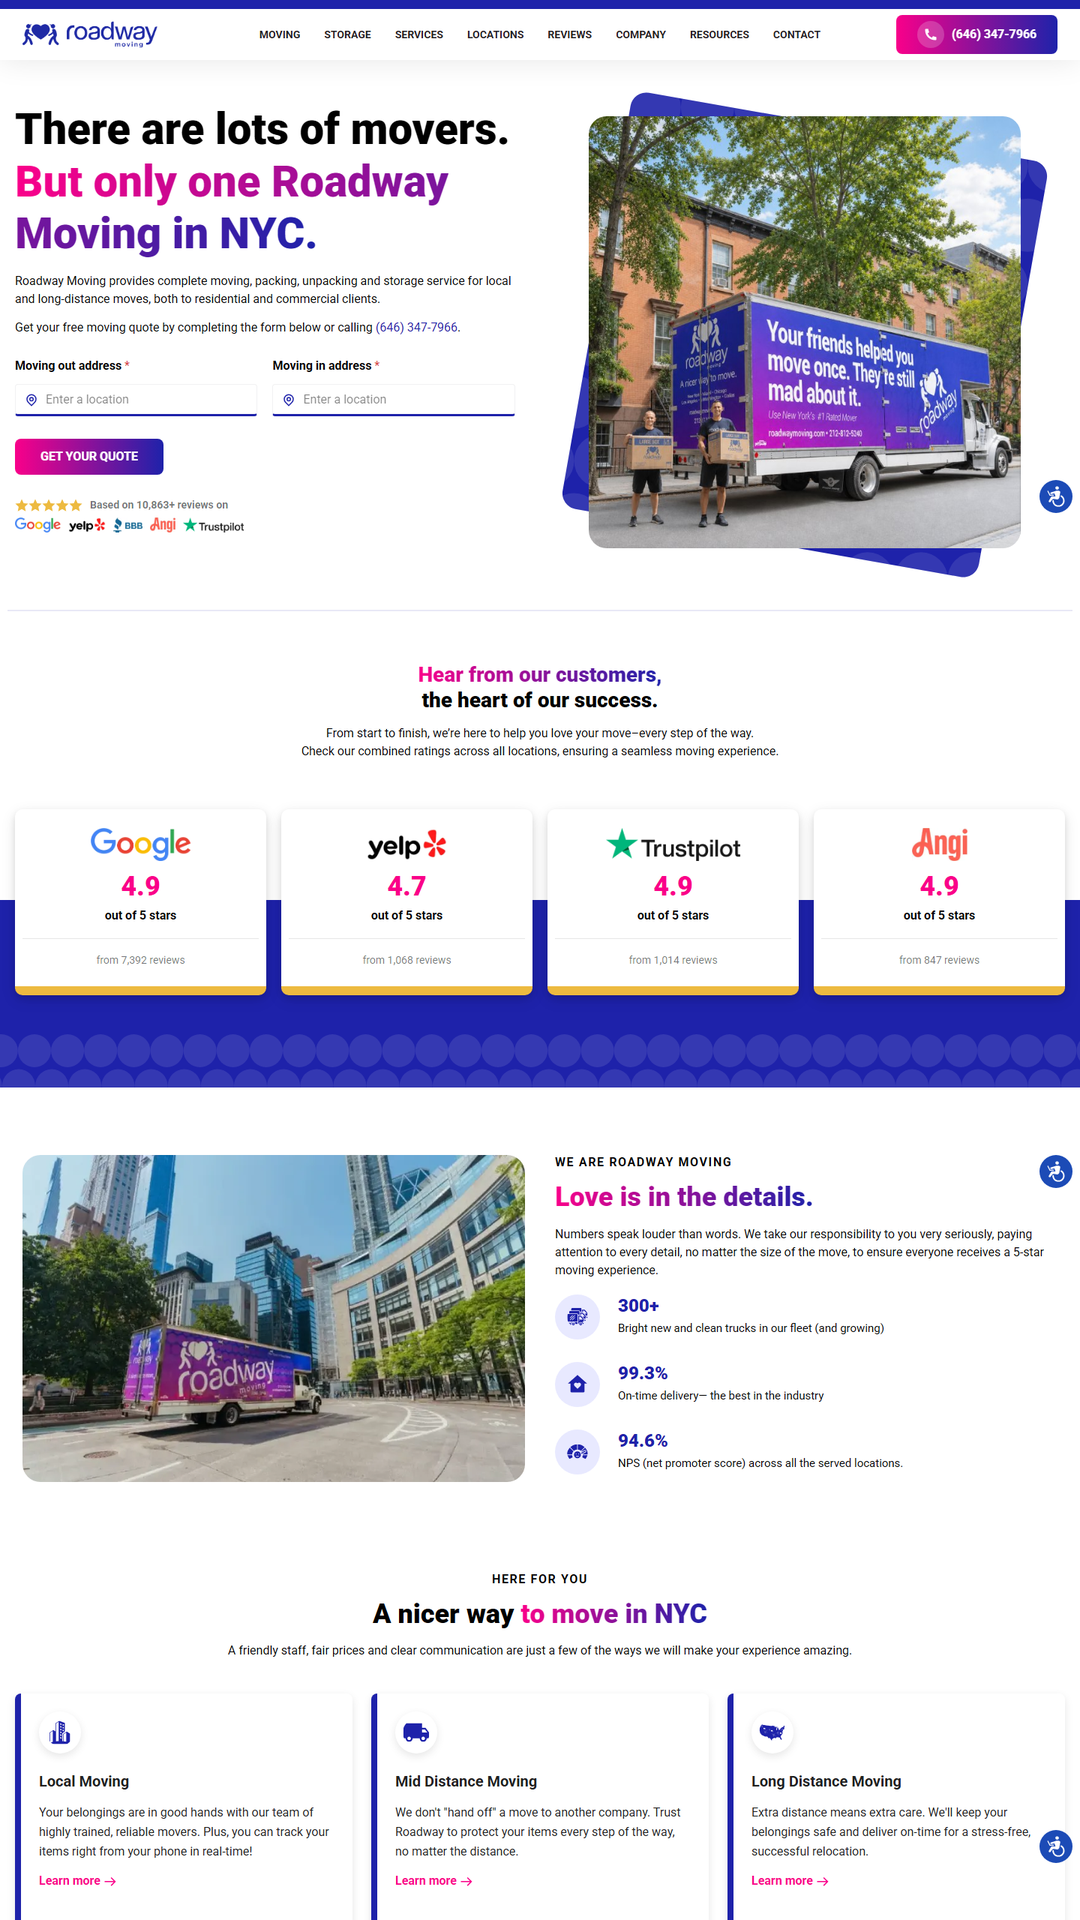 roadway
moving
MOVING
STORAGE
SERVICES
LOCATIONS
REVIEWS
COMPANY
RESOURCES
CONTACT
(646) 347-7966
There are lots of movers.
But only one Roadway
Moving in NYC.
Roadway Moving provides complete moving, packing, unpacking and storage service for local
and long-distance moves, both to residential and commercial clients.
Get your free moving quote by completing the form below or calling (646) 347-7966.
Moving out address *
Moving in address *
Enter a location
Enter a location
GET YOUR QUOTE
Based on 10,863+ reviews on
Google yelp BBB Angi Trustpilot
roadway
A nicer way to move.
Your friends helped you
move once. They're still
mad about it.
Use New York's #1 Rated Mover
roadwaymoving.com • 212-812-5240
roadway
Hear from our customers,
the heart of our success.
From start to finish, we're here to help you love your move–every step of the way.
Check our combined ratings across all locations, ensuring a seamless moving experience.
Google
4.9
out of 5 stars
from 7,392 reviews
yelp
4.7
out of 5 stars
from 1,068 reviews
Trustpilot
4.9
out of 5 stars
from 1,014 reviews
Angi
4.9
out of 5 stars
from 847 reviews
roadway
moving
WE ARE ROADWAY MOVING
Love is in the details.
Numbers speak louder than words. We take our responsibility to you very seriously, paying
attention to every detail, no matter the size of the move, to ensure everyone receives a 5-star
moving experience.
300+
Bright new and clean trucks in our fleet (and growing)
99.3%
On-time delivery— the best in the industry
94.6%
NPS (net promoter score) across all the served locations.
HERE FOR YOU
A nicer way to move in NYC
A friendly staff, fair prices and clear communication are just a few of the ways we will make your experience amazing.
Local Moving
Your belongings are in good hands with our team of
highly trained, reliable movers. Plus, you can track your
items right from your phone in real-time!
Learn more →
Mid Distance Moving
We don't "hand off" a move to another company. Trust
Roadway to protect your items every step of the way,
no matter the distance.
Learn more →
Long Distance Moving
Extra distance means extra care. We'll keep your
belongings safe and deliver on-time for a stress-free,
successful relocation.
Learn more →